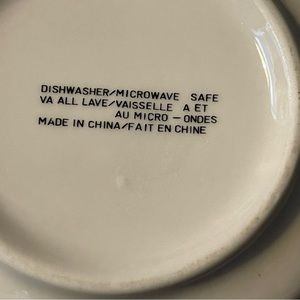 DISHWASHER/MICROWAVE SAFE
VA ALL LAVE/VAISSELLE A ET
AU MICRO — ONDES
MADE IN CHINA/FAIT EN CHINE